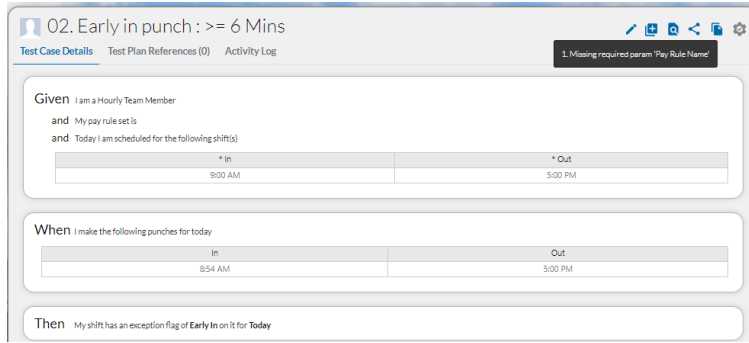 02. Early in punch : >= 6 Mins
Test Case Details Test Plan References (0) Activity Log
1. Missing required param 'Pay Rule Name'
Given I am a Hourly Team Member
and My pay rule set is
and Today I am scheduled for the following shift(s)
* In * Out
9:00 AM 5:00 PM
When I make the following punches for today
In Out
8:54 AM 5:00 PM
Then My shift has an exception flag of Early In on it for Today